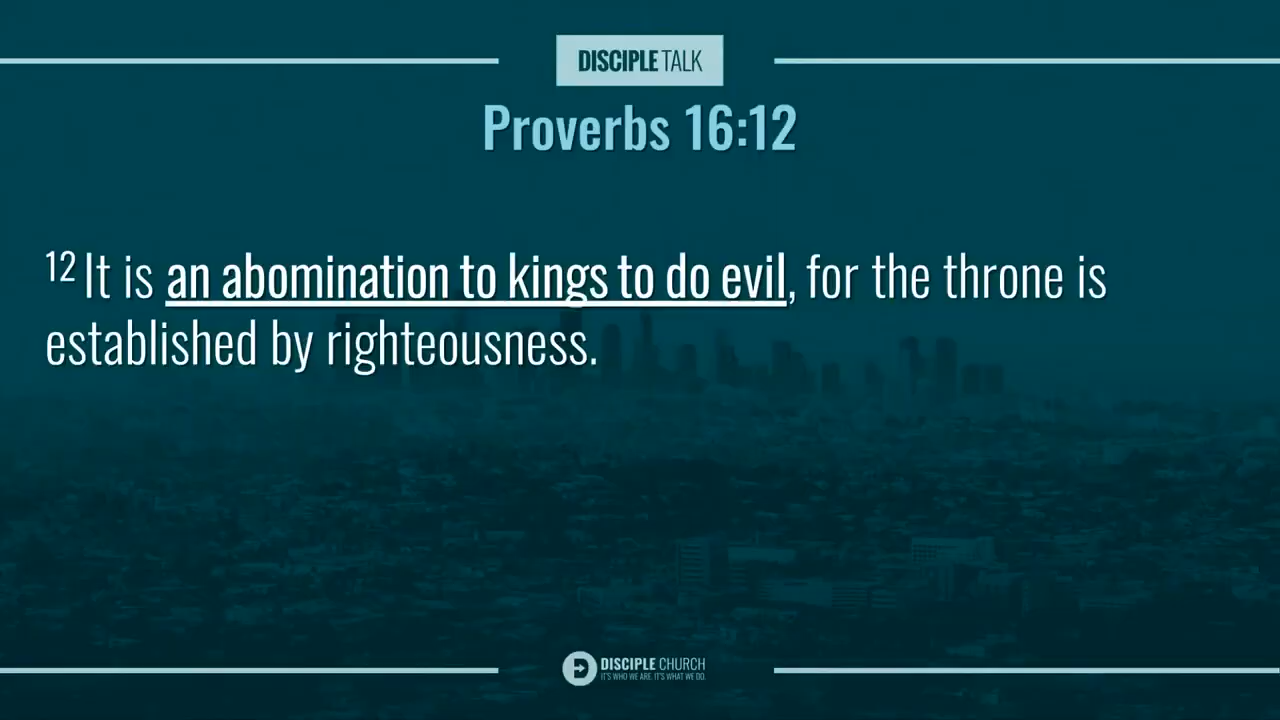 DISCIPLE TALK
Proverbs 16:12
12 It is an abomination to kings to do evil, for the throne is
established by righteousness.
DISCIPLE CHURCH
IT'S WHO WE ARE. IT'S WHAT WE DO.